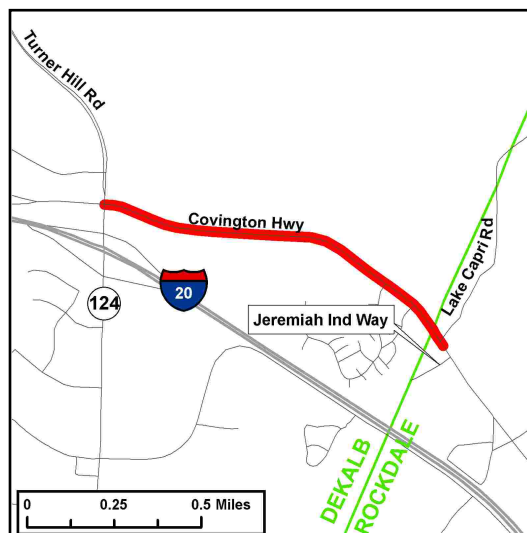 Turner Hill Rd
Covington Hwy
Lake Capri Rd
20
124
Jeremiah Ind Way
DEKALB
ROCKDALE
0 0.25 0.5 Miles